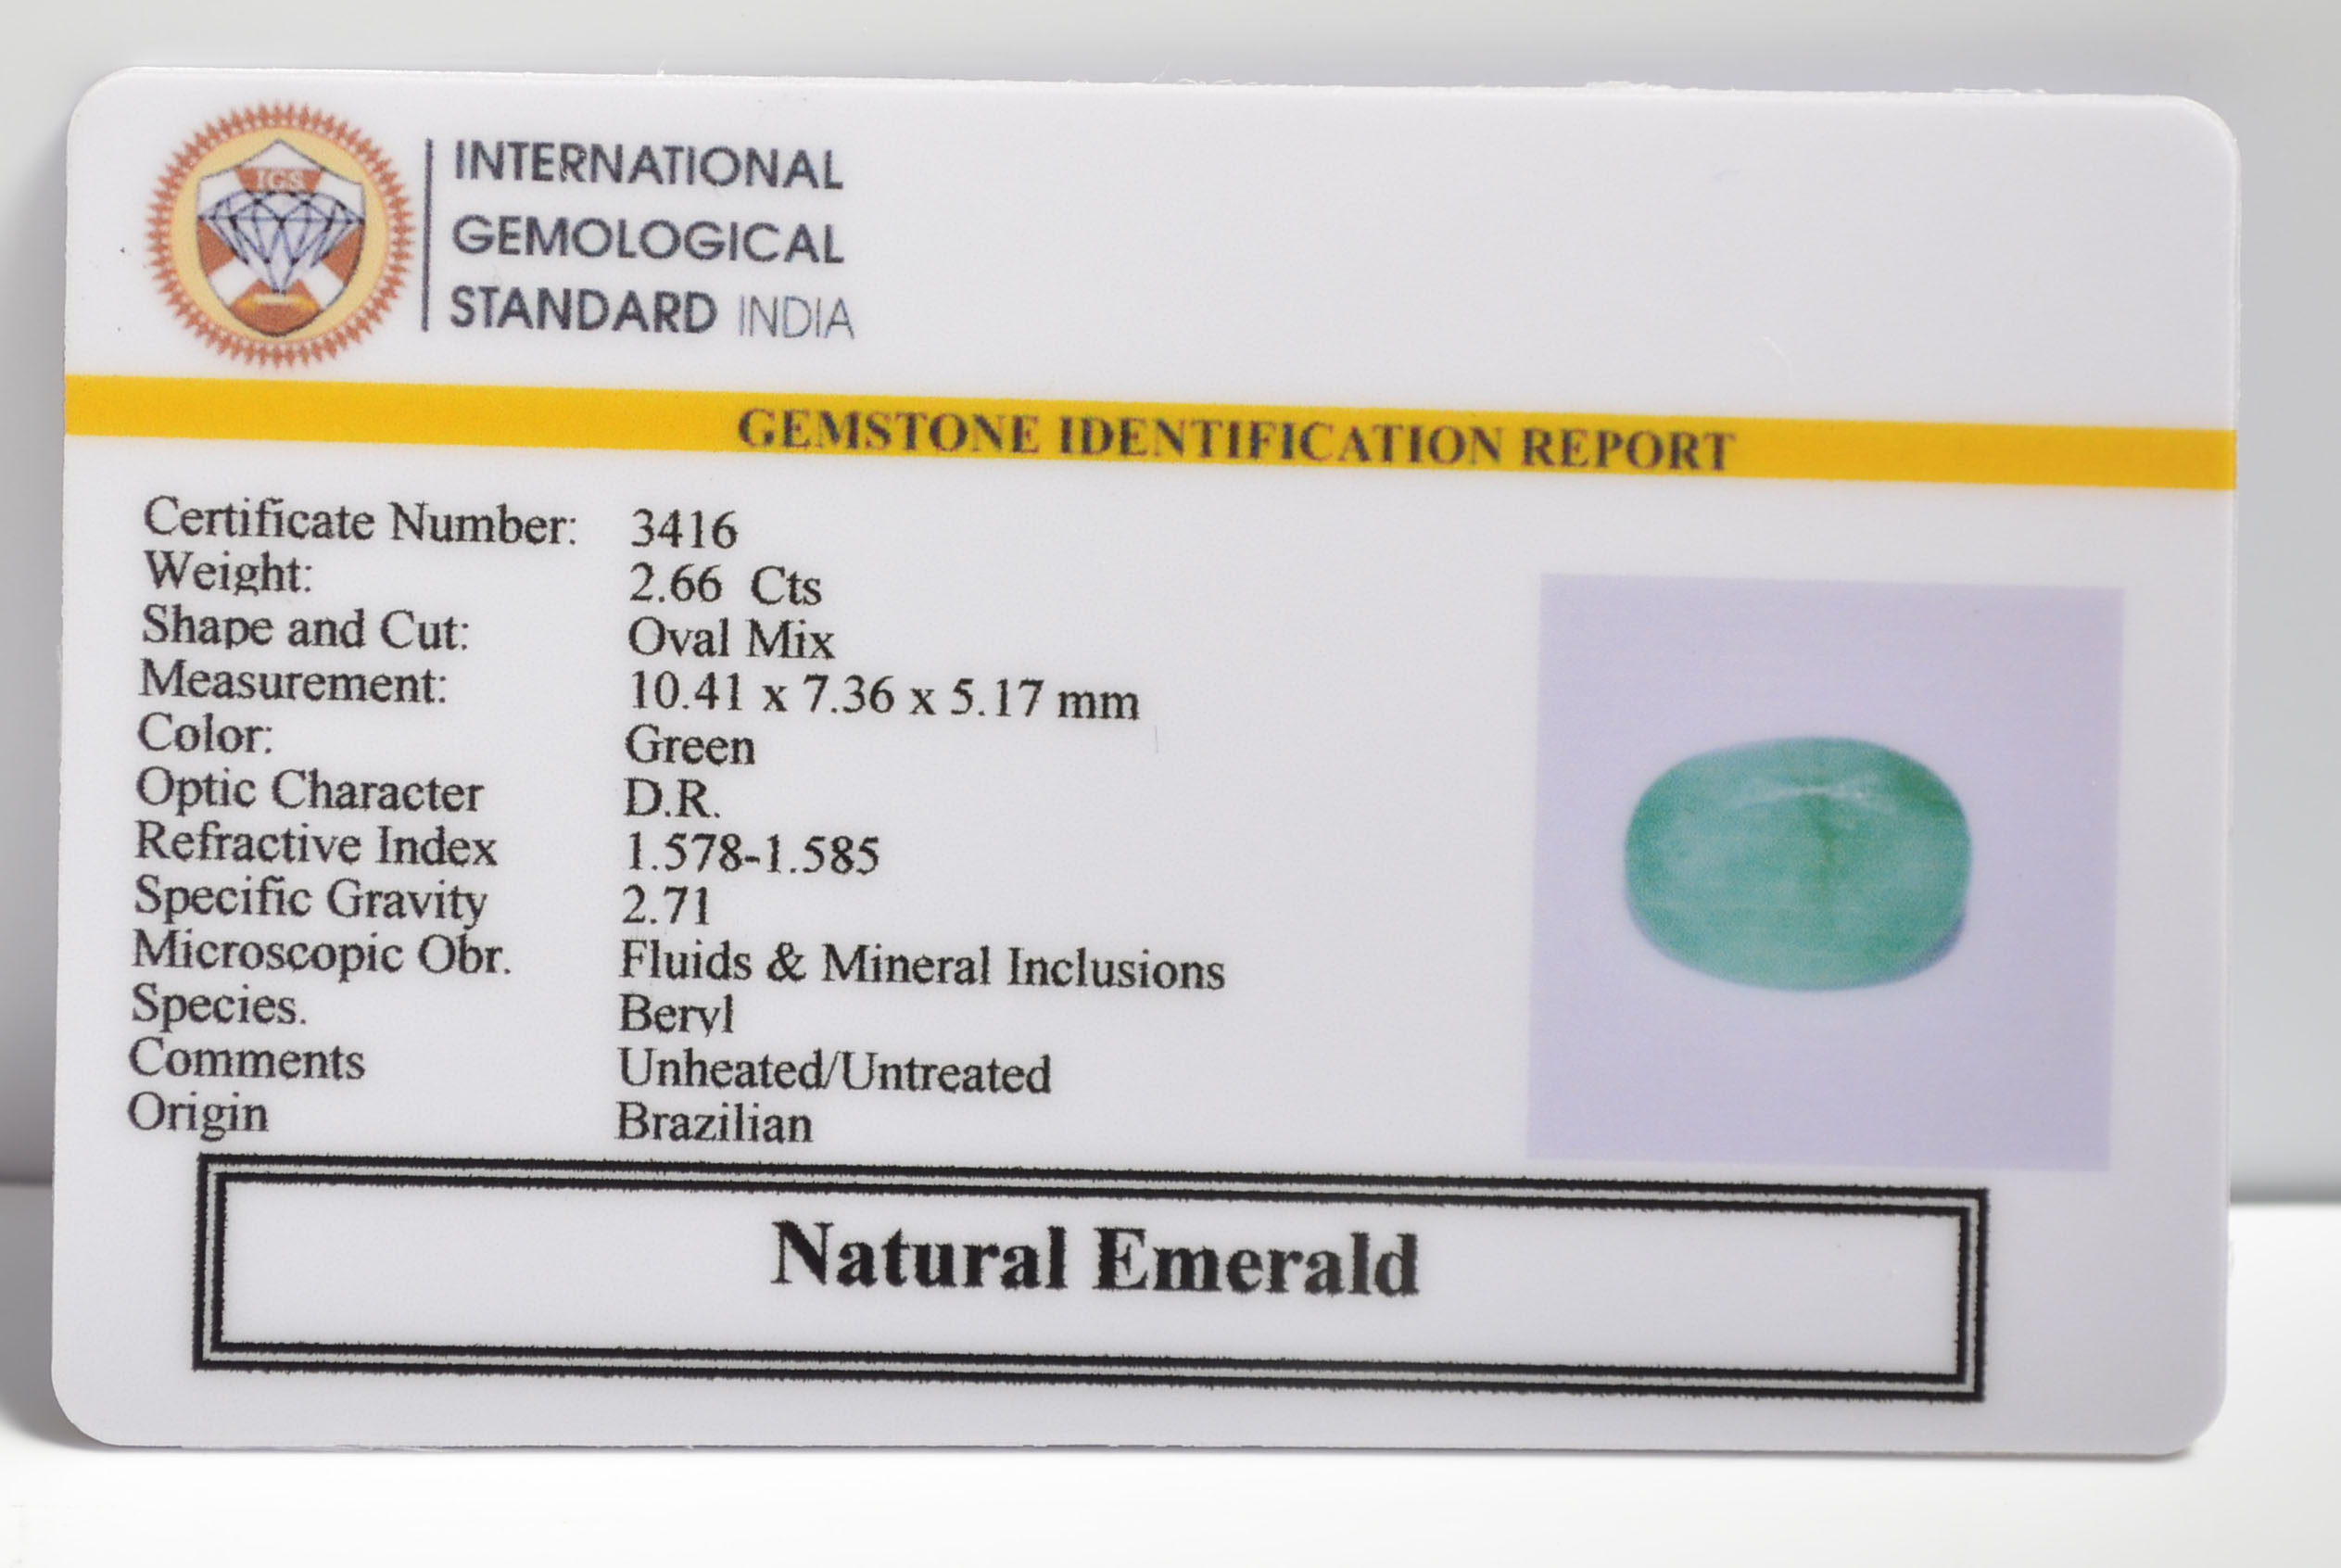 IGS
INTERNATIONAL
GEMOLOGICAL
STANDARD INDIA
GEMSTONE IDENTIFICATION REPORT
Certificate Number: 3416
Weight: 2.66 Cts
Shape and Cut: Oval Mix
Measurement: 10.41 x 7.36 x 5.17 mm
Color: Green
Optic Character D.R.
Refractive Index 1.578-1.585
Specific Gravity 2.71
Microscopic Obr. Fluids & Mineral Inclusions
Species. Beryl
Comments Unheated/Untreated
Origin Brazilian
Natural Emerald